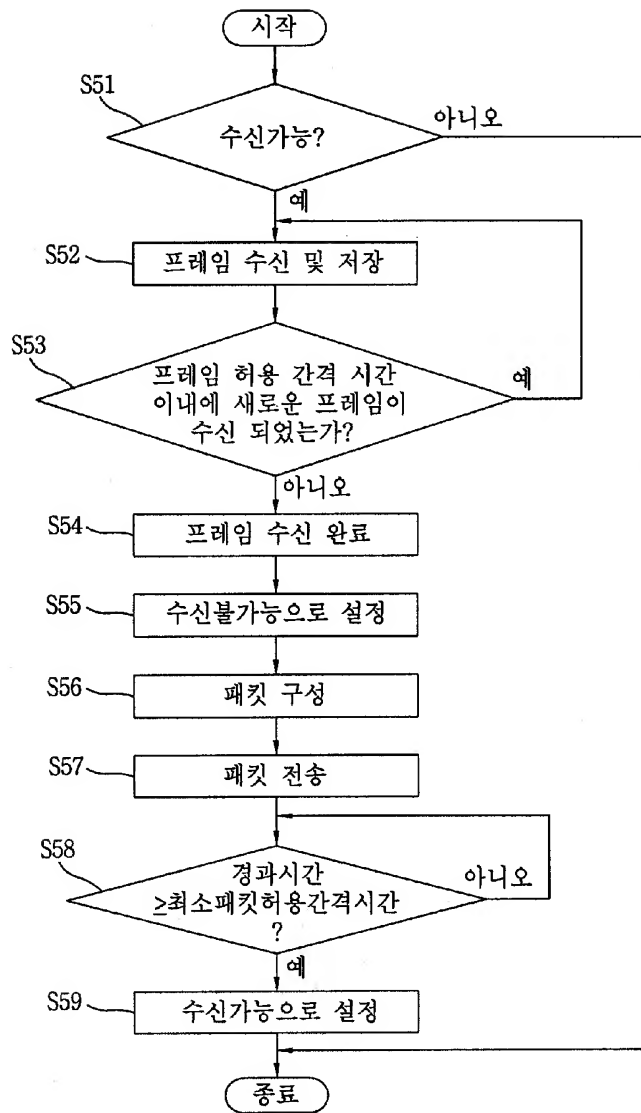 시작
S51
수신가능?
아니오
예
S52
프레임 수신 및 저장
S53
프레임 허용 간격 시간
이내에 새로운 프레임이
수신 되었는가?
예
아니오
S54
프레임 수신 완료
S55
수신불가능으로 설정
S56
패킷 구성
S57
패킷 전송
S58
경과시간
≥최소패킷허용간격시간
?
아니오
예
S59
수신가능으로 설정
종료